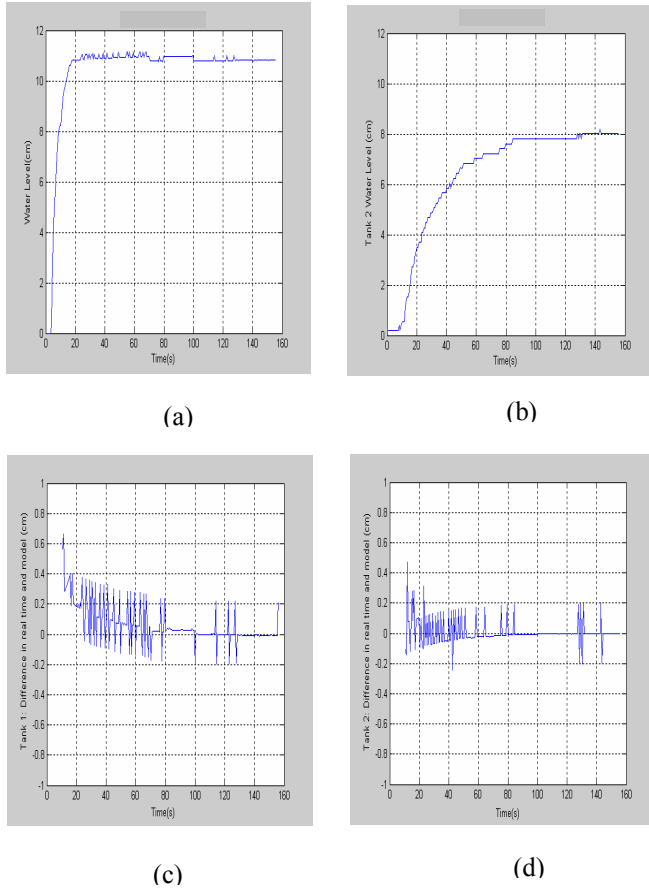 12
10
8
6
4
2
0
Water Level(cm)
0 20 40 60 80 100 120 140 160
Time(s)
(a)
12
10
8
6
4
2
0
Tank 2 Water Level (cm)
0 20 40 60 80 100 120 140 160
Time(s)
(b)
1
0.8
0.6
0.4
0.2
0
-0.2
-0.4
-0.6
-0.8
-1
Tank 1: Difference in real time and model (cm)
0 20 40 60 80 100 120 140 160
Time(s)
(c)
1
0.8
0.6
0.4
0.2
0
-0.2
-0.4
-0.6
-0.8
-1
Tank 2: Difference in real time and model (cm)
0 20 40 60 80 100 120 140 160
Time(s)
(d)